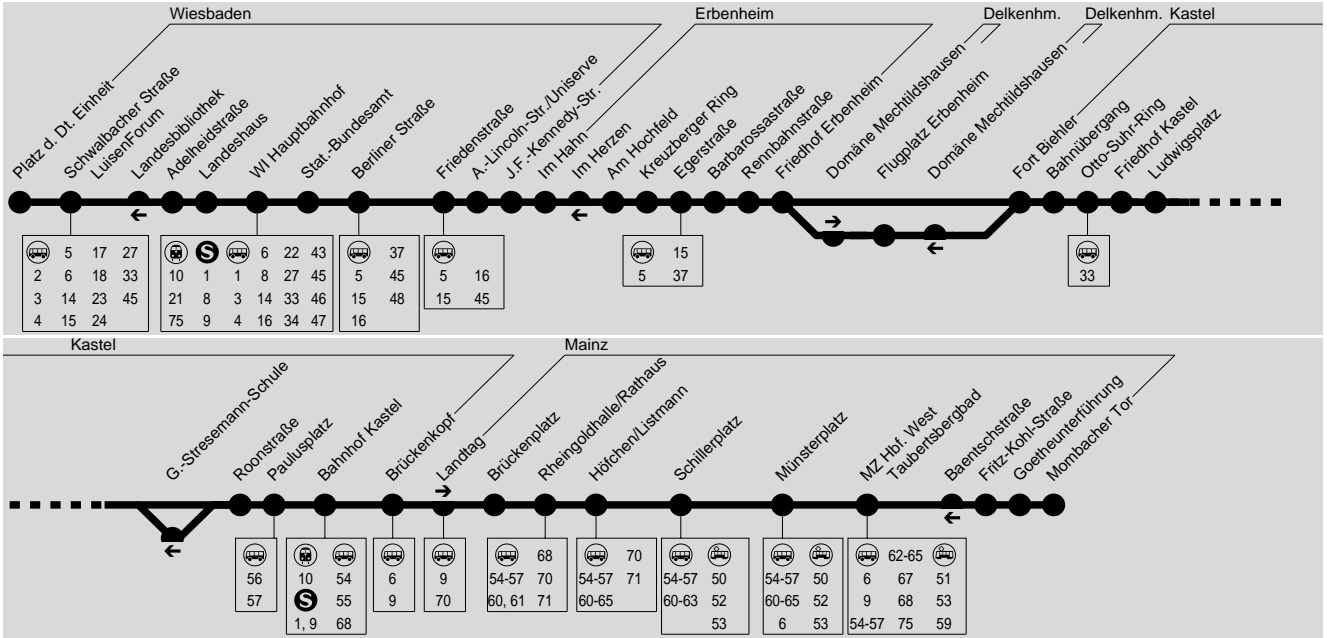 Wiesbaden
Erbenheim
Delkenhm.
Delkenhm.
Kastel
Platz d. Dt. Einheit
Schwalbacher Straße
LuisenForum
Landesbibliothek
Adelheidstraße
Landeshaus
WI Hauptbahnhof
Stat.-Bundesamt
Berliner Straße
Friedenstraße
A.-Lincoln-Str./Uniserve
J.F.-Kennedy-Str.
Im Hahn
Im Herzen
Am Hochfeld
Kreuzberger Ring
Egerstraße
Barbarossastraße
Rennbahnstraße
Friedhof Erbenheim
Domäne Mechtildshausen
Flugplatz Erbenheim
Domäne Mechtildshausen
Fort Biehler
Bahnübergang
Otto-Suhr-Ring
Friedhof Kastel
Ludwigsplatz
5 17 27
2 6 18 33
3 14 23 45
4 15 24
S 6 22 43
10 1 1 8 27 45
21 8 3 14 33 46
75 9 4 16 34 47
37
5 45
15 48
16
5 16
15 45
15
5 37
33
Kastel
Mainz
G.-Stresemann-Schule
Roonstraße
Paulusplatz
Bahnhof Kastel
Brückenkopf
Landtag
Brückenplatz
Rheingoldhalle/Rathaus
Höfchen/Listmann
Schillerplatz
Münsterplatz
MZ Hbf. West
Taubertsbergbad
Baentschstraße
Fritz-Kohl-Straße
Goetheunterführung
Mombacher Tor
56
57
10 54
S 55
1, 9 68
6
9
9
70
68
54-57 70
60, 61 71
70
54-57 71
60-65
54-57 50
60-63 52
53
54-57 50
60-65 52
6 53
62-65
6 67 51
9 68 53
54-57 75 59